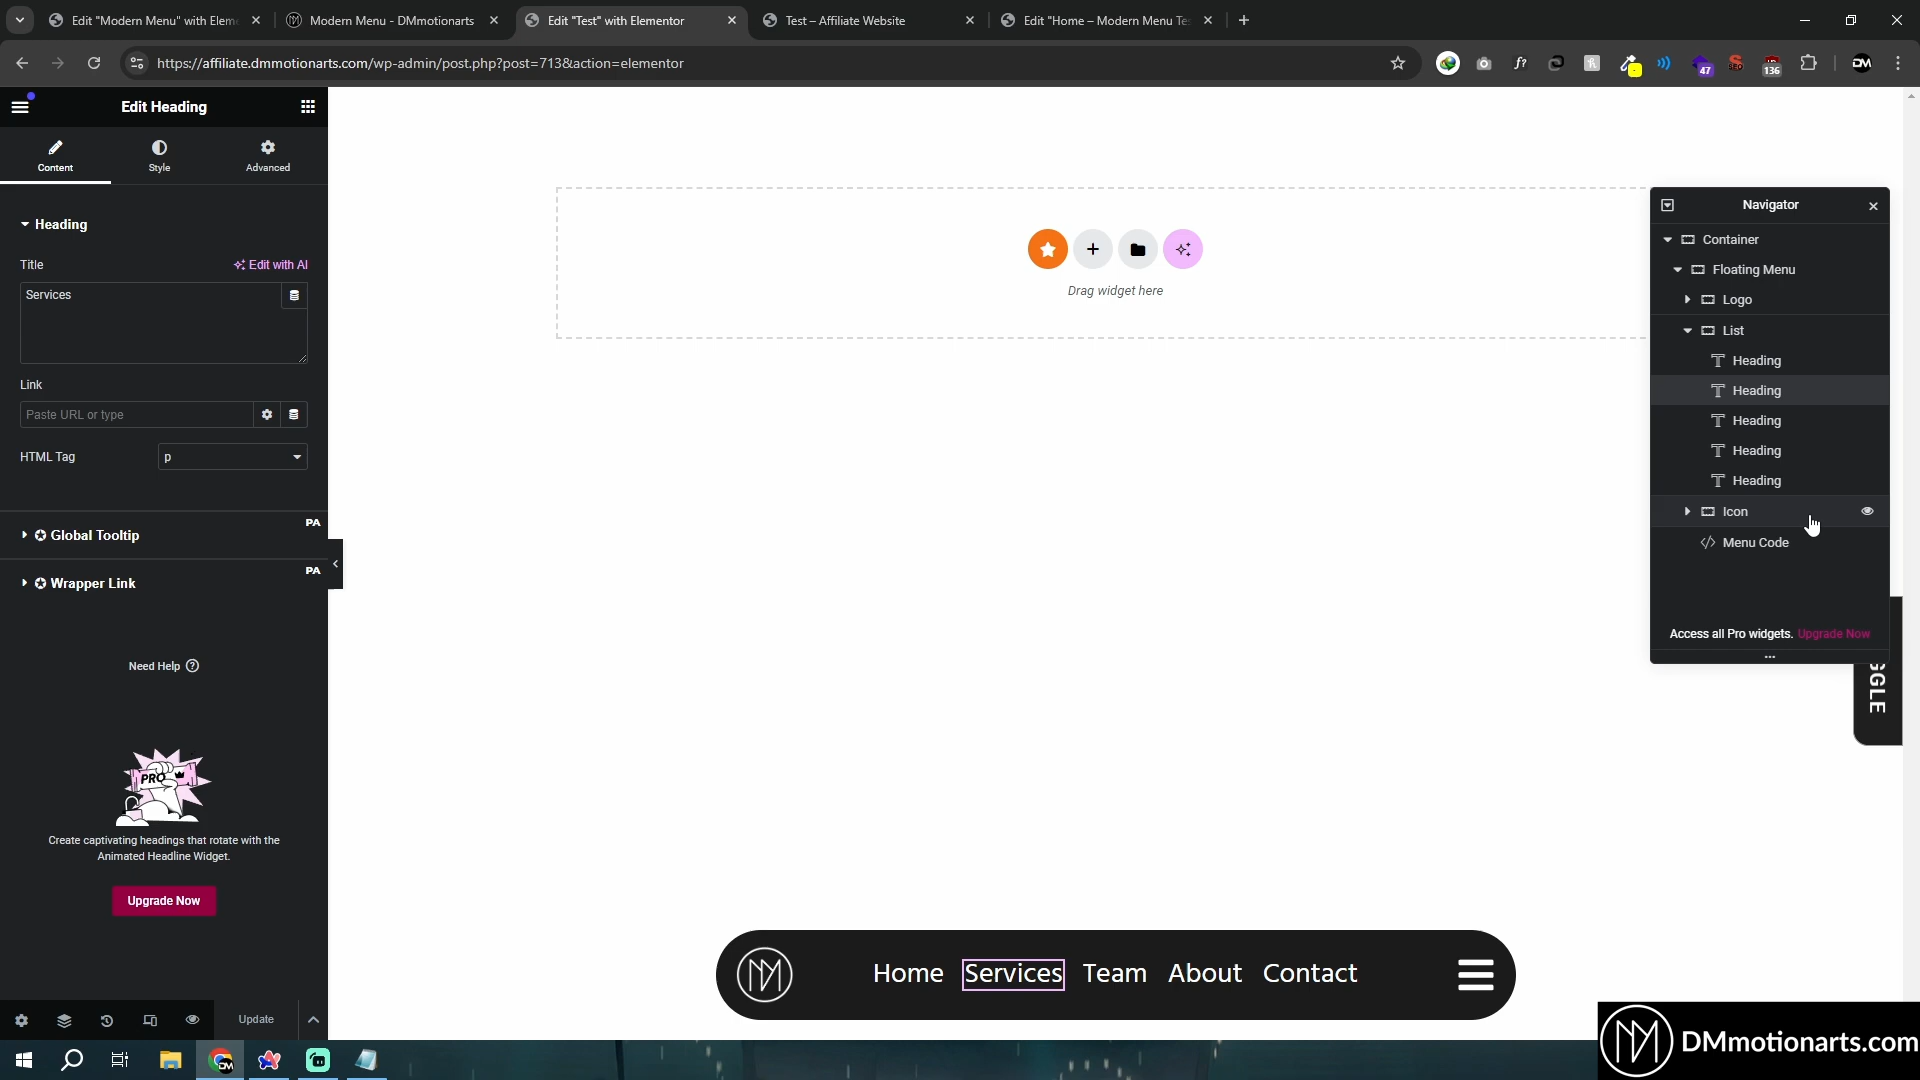 Edit "Modern Menu" with Elem
Modern Menu - DMmotionarts
Edit "Test" with Elementor
Test – Affiliate Website
Edit "Home – Modern Menu Te
https://affiliate.dmmotionarts.com/wp-admin/post.php?post=713&action=elementor
47
136
DM
Edit Heading
Content
Style
Advanced
Heading
Title
Edit with AI
Services
Link
Paste URL or type
HTML Tag
p
PA
Global Tooltip
PA
Wrapper Link
Need Help
PRO
Create captivating headings that rotate with the
Animated Headline Widget.
Upgrade Now
Update
Drag widget here
Navigator
Container
Floating Menu
Logo
List
Heading
Heading
Heading
Heading
Heading
Icon
Menu Code
Access all Pro widgets. Upgrade Now
GGLE
Home Services Team About Contact
DMmotionarts.com